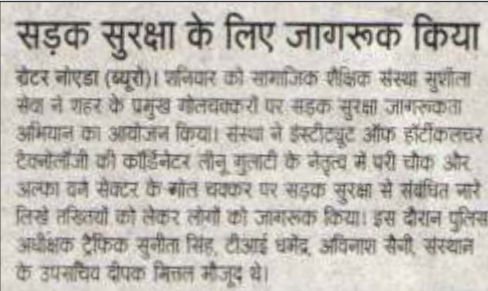 सड़क सुरक्षा के लिए जागरूक किया
ग्रेटर नोएडा (ब्यूरो)। शनिवार को सामाजिक शैक्षिक संस्था सुशीला
सेवा ने शहर के प्रमुख गोलचक्करों पर सड़क सुरक्षा जागरुकता
अभियान का आयोजन किया। संस्था ने इंस्टीट्यूट ऑफ हॉर्टीकलचर
टैक्नोलॉजी की कॉर्डिनेटर लीनू गुलाटी के नेतृत्व में परी चौक और
अल्फा वन सेक्टर के गोल चक्कर पर सड़क सुरक्षा से संबंधित नारे
लिखे तख्तियों को लेकर लोगों को जागरूक किया। इस दौरान पुलिस
अधीक्षक ट्रैफिक सुनीता सिंह, टीआई धर्मेंद्र, अविनाश सैनी, संस्थान
के उपसचिव दीपक मित्तल मौजूद थे।